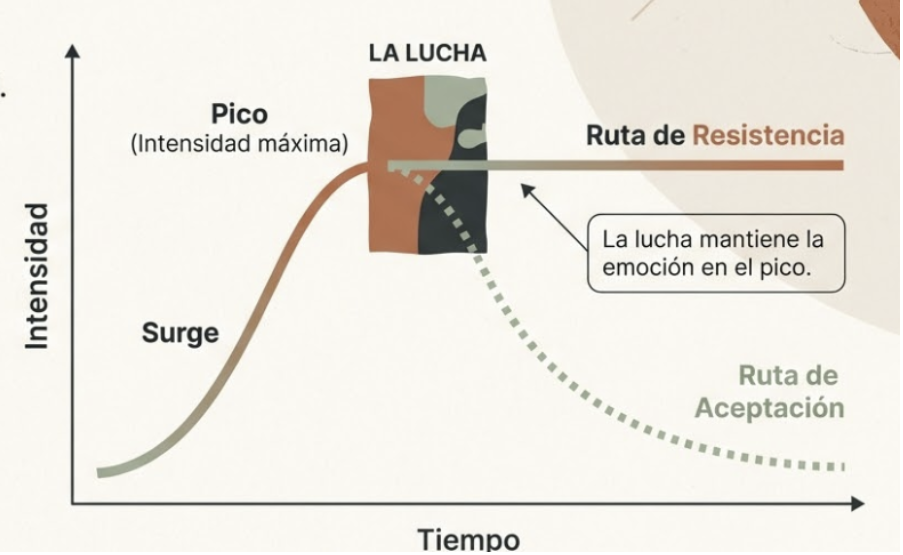 LA LUCHA
Pico
(Intensidad máxima)
Ruta de Resistencia
La lucha mantiene la
emoción en el pico.
Intensidad
Surge
Ruta de
Aceptación
Tiempo